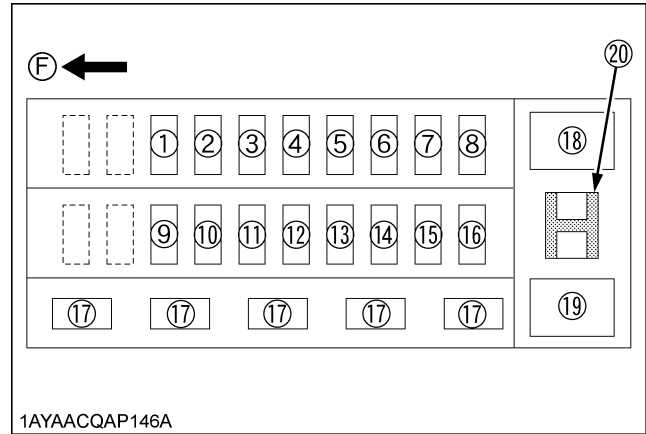 Ⓕ ⑳
① ② ③ ④ ⑤ ⑥ ⑦ ⑧ ⑱
⑨ ⑩ ⑪ ⑫ ⑬ ⑭ ⑮ ⑯
⑰ ⑰ ⑰ ⑰ ⑰ ⑲
1AYAACQAP146A